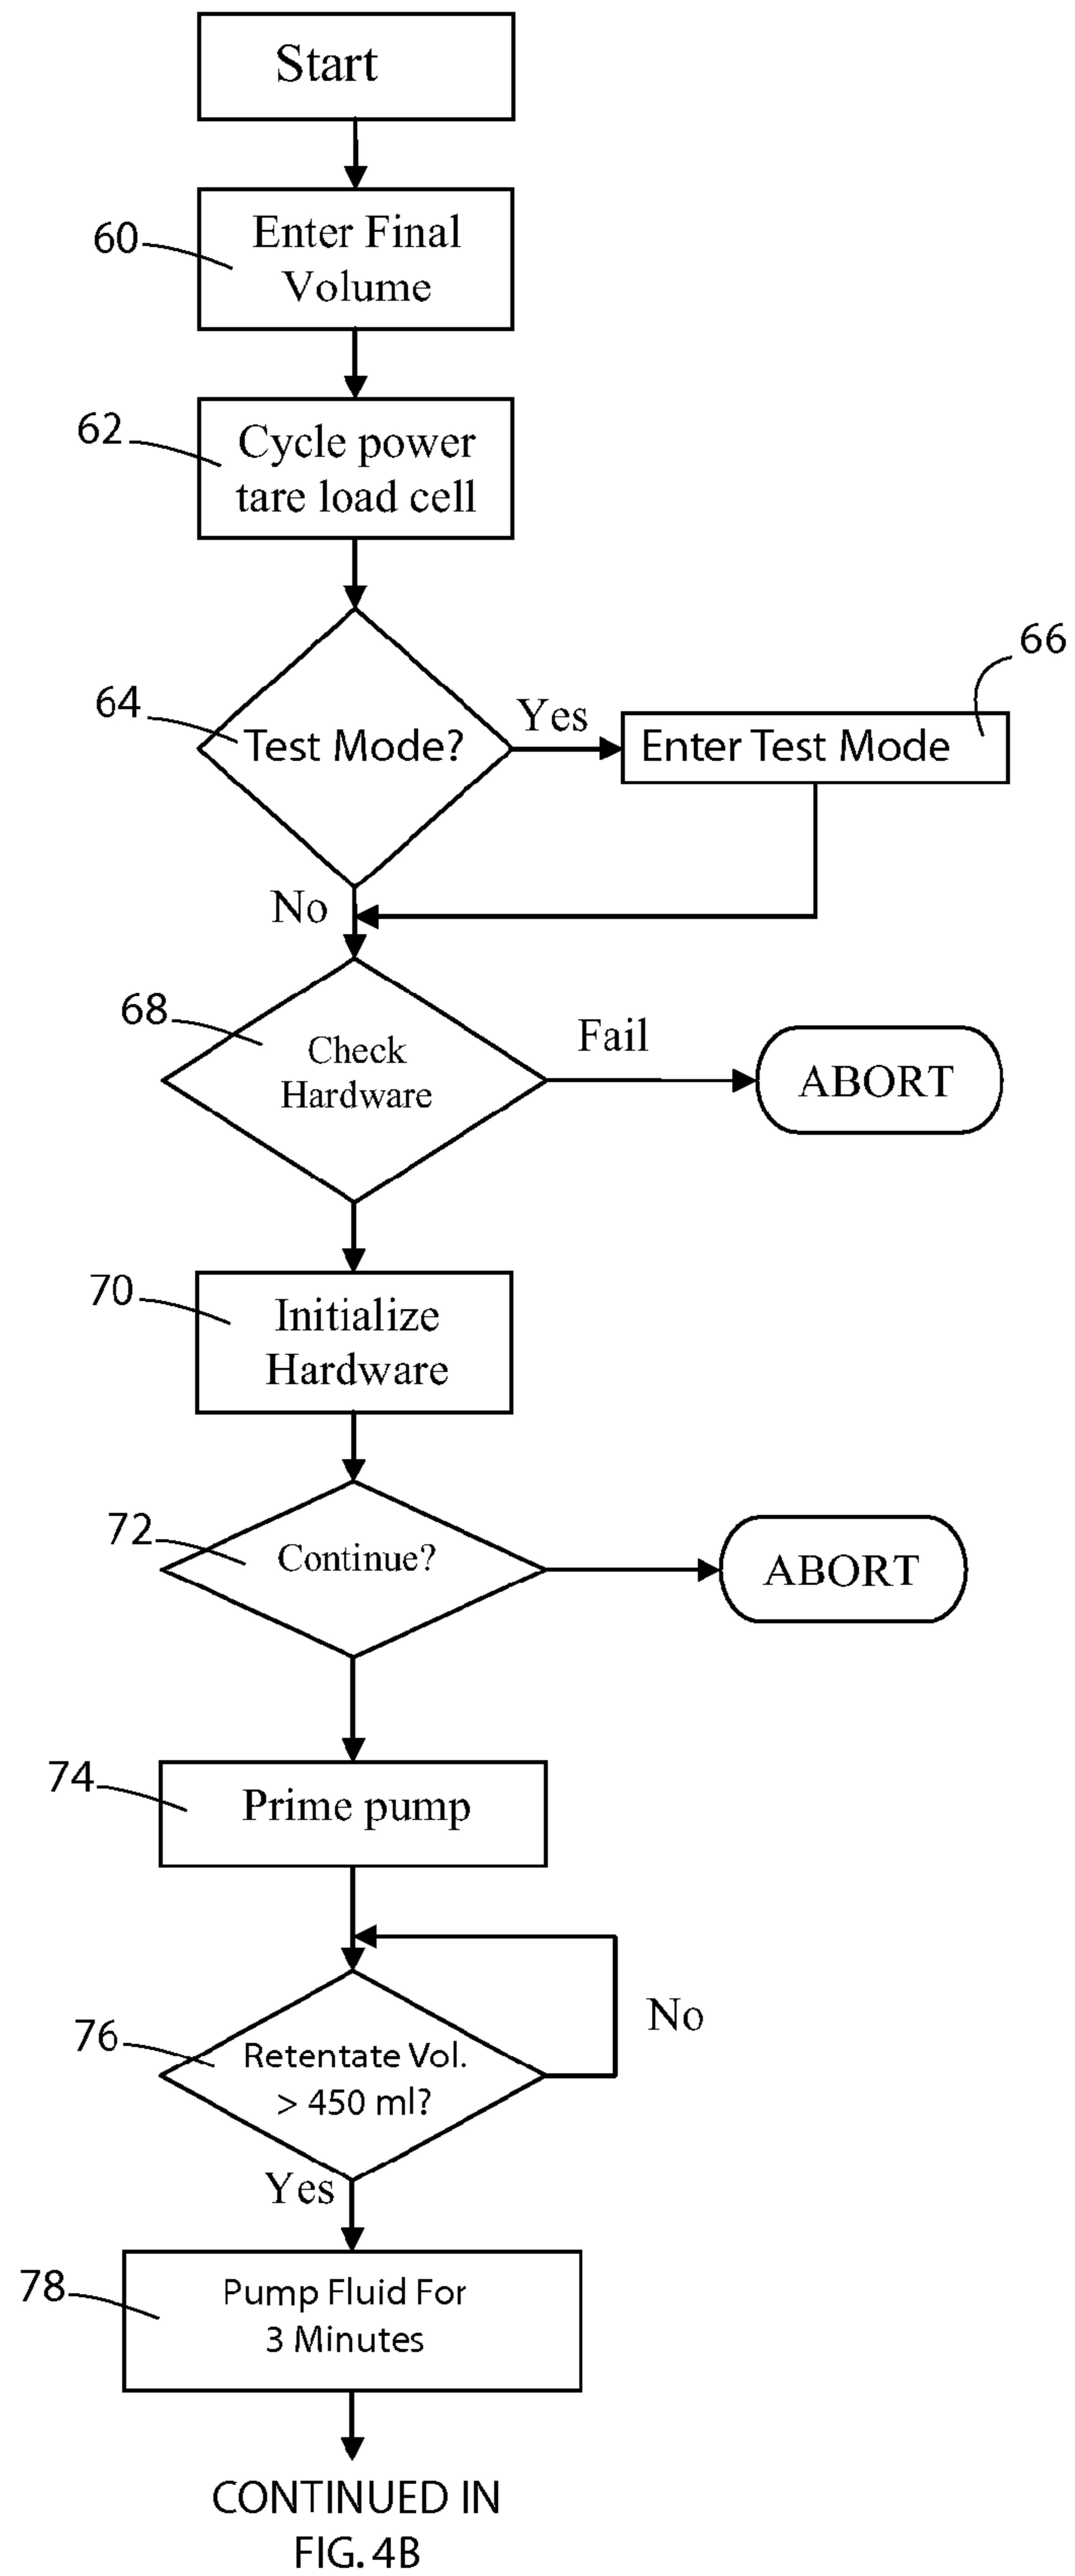 Start
60
Enter Final
Volume
62
Cycle power
tare load cell
66
64
Test Mode?
Yes
Enter Test Mode
No
68
Check
Hardware
Fail
ABORT
70
Initialize
Hardware
72
Continue?
ABORT
74
Prime pump
76
Retentate Vol.
> 450 ml?
No
Yes
78
Pump Fluid For
3 Minutes
CONTINUED IN
FIG. 4B